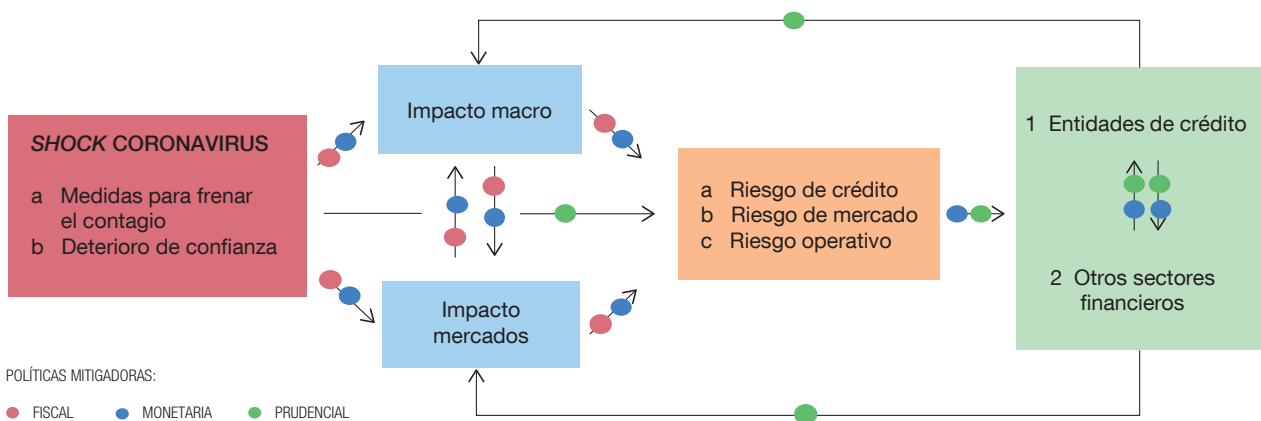 SHOCK CORONAVIRUS
a Medidas para frenar
el contagio
b Deterioro de confianza
Impacto macro
Impacto
mercados
a Riesgo de crédito
b Riesgo de mercado
c Riesgo operativo
1 Entidades de crédito
2 Otros sectores
financieros
POLÍTICAS MITIGADORAS:
FISCAL MONETARIA PRUDENCIAL